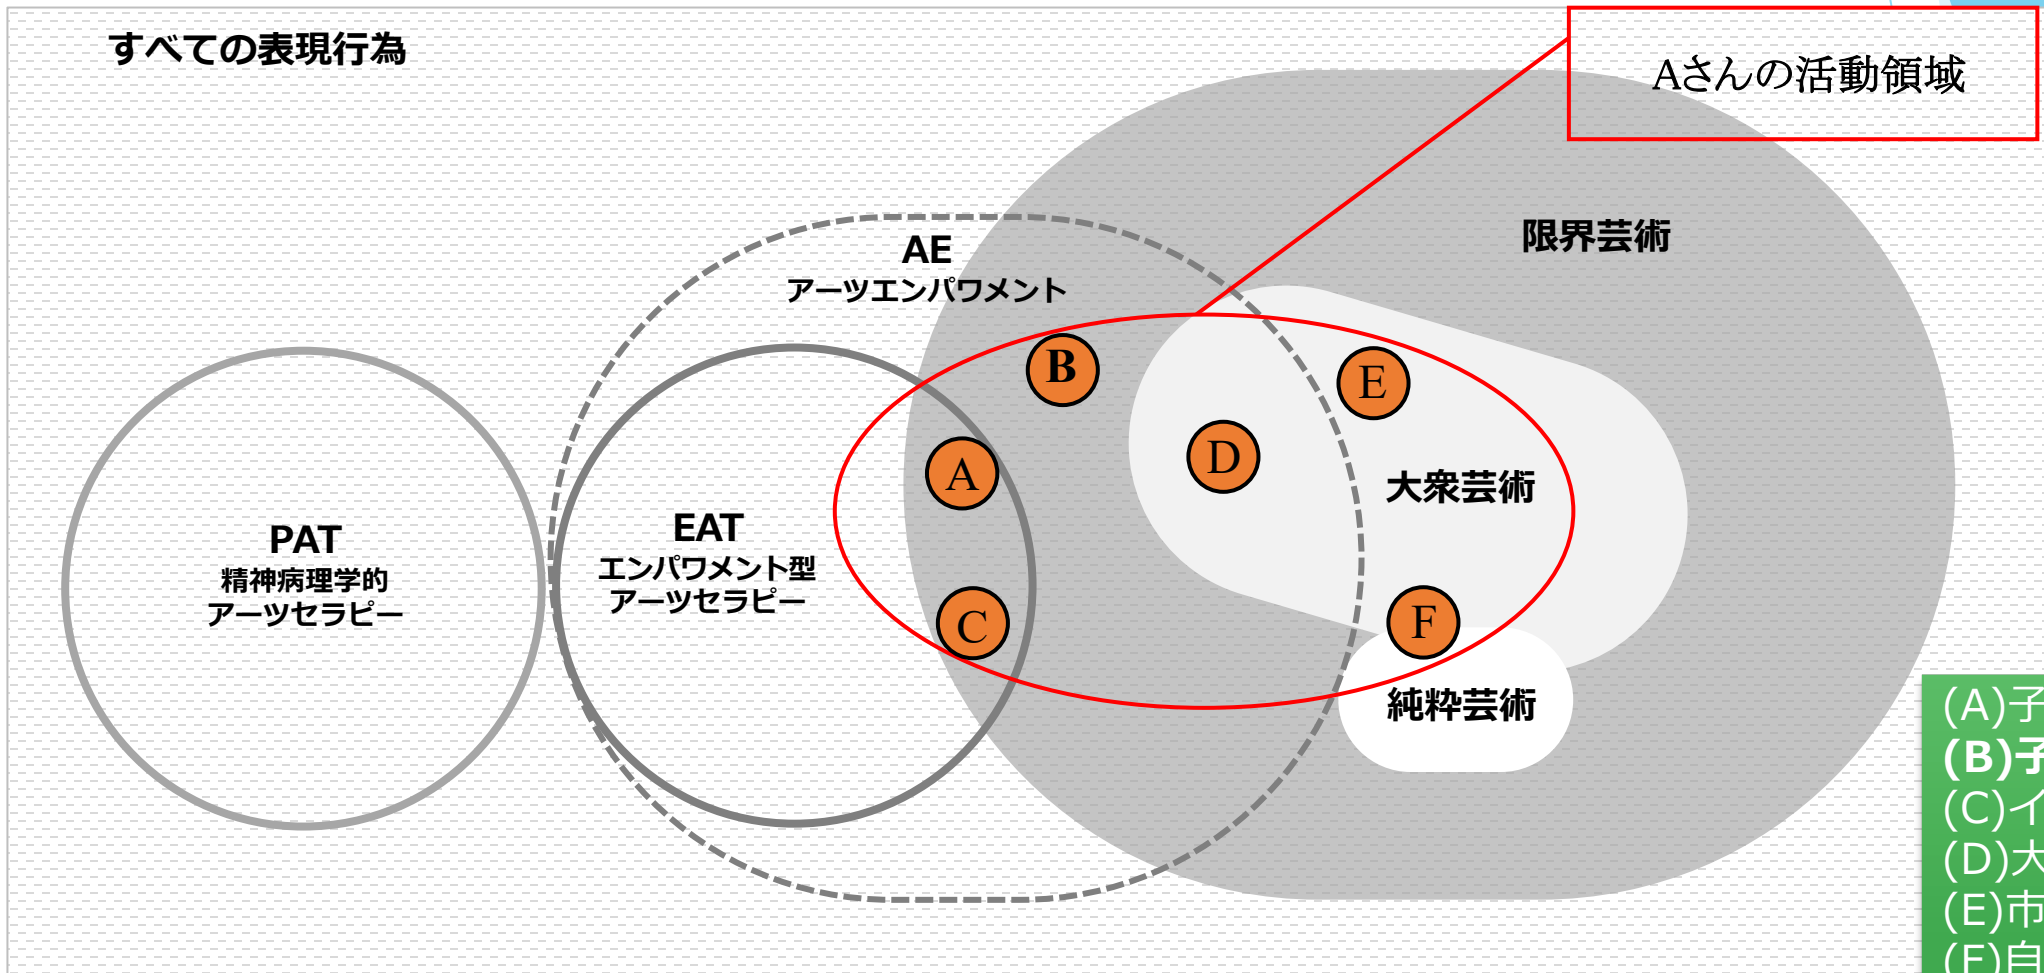 すべての表現行為
Aさんの活動領域
限界芸術
AE
アーツエンパワメント
B
E
D
A
大衆芸術
PAT
精神病理学的
アーツセラピー
EAT
エンパワメント型
アーツセラピー
C
F
純粋芸術
(A)子
(B)子
(C)イ
(D)大
(E)市
(F)自